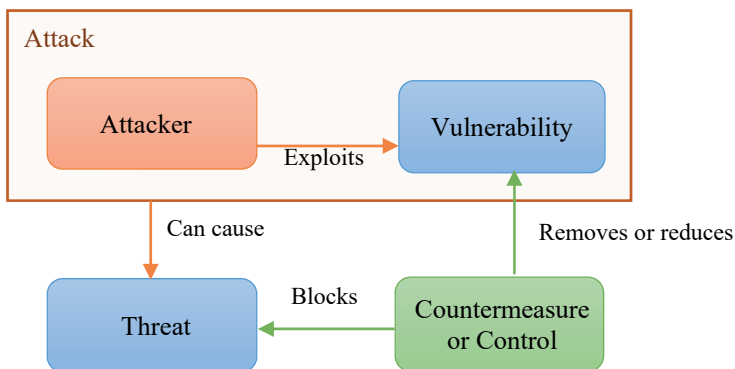 Attack
Attacker
Vulnerability
Exploits
Can cause
Removes or reduces
Blocks
Threat
Countermeasure
or Control